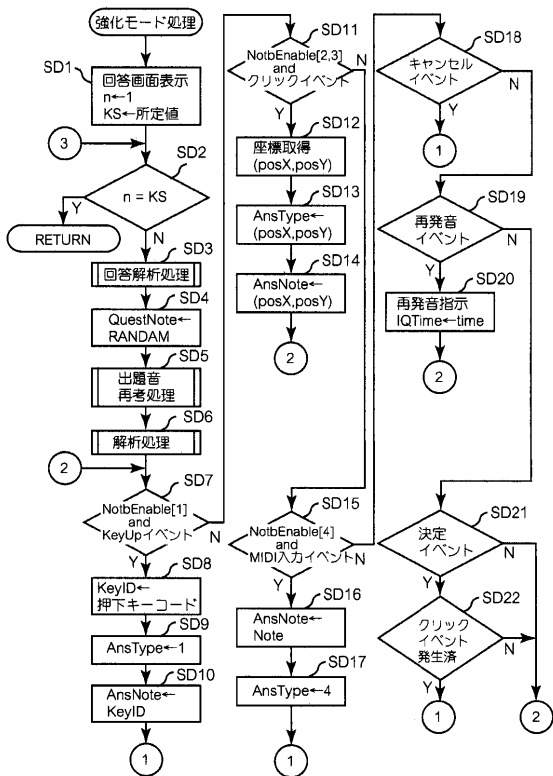 強化モード処理
SD1
回答画面表示
n←1
KS←所定値
3
SD2
n = KS
Y
N
RETURN
SD3
回答解析処理
SD4
QuestNote←
RANDAM
SD5
出題音
再考処理
SD6
解析処理
2
SD7
NotbEnable[1]
and
KeyUpイベント
N
Y
SD8
KeyID←
押下キーコード
SD9
AnsType←1
SD10
AnsNote←
KeyID
1
SD11
NotbEnable[2,3]
and
クリックイベント
N
Y
SD12
座標取得
(posX,posY)
SD13
AnsType←
(posX,posY)
SD14
AnsNote←
(posX,posY)
2
SD15
NotbEnable[4]
and
MIDI入力イベント
N
Y
SD16
AnsNote←
Note
SD17
AnsType←4
1
SD18
キャンセル
イベント
N
Y
1
SD19
再発音
イベント
N
Y
SD20
再発音指示
IQTime←time
2
SD21
決定
イベント
N
Y
SD22
クリック
イベント
発生済
N
Y
1
2